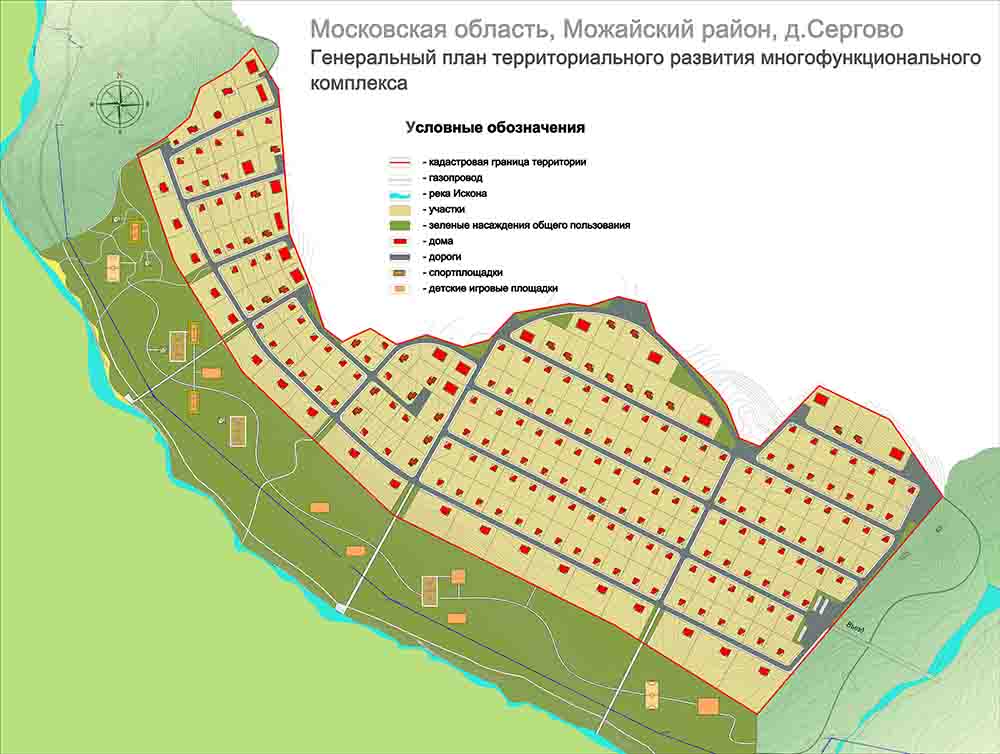 Московская область, Можайский район, д.Сергово
Генеральный план территориального развития многофункционального
комплекса
Условные обозначения
- кадастровая граница территории
- газопровод
- река Искона
- участки
- зеленые насаждения общего пользования
- дома
- дороги
- спортплощадки
- детские игровые площадки
N